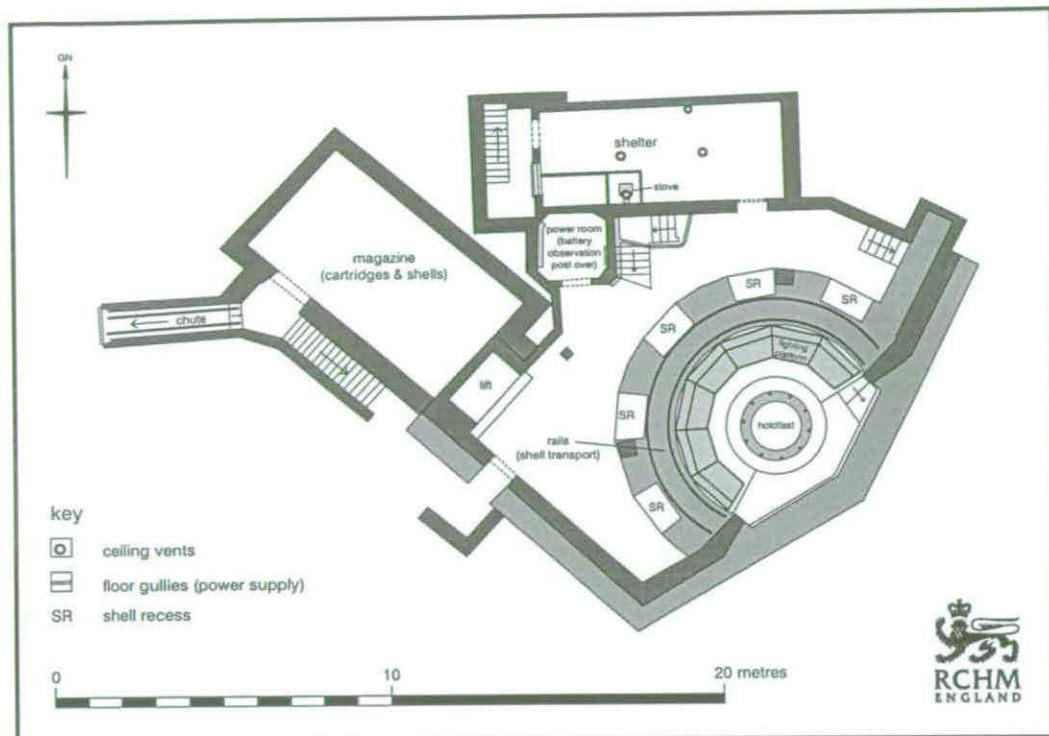 GN
shelter
stove
power room
(battery
observation
post over)
magazine
(cartridges & shells)
chute
SR
SR
SR
SR
SR
lift
fighting
platform
holdfast
rails
(shell transport)
key
ceiling vents
floor gullies (power supply)
SR shell recess
0 10 20 metres
RCHM
ENGLAND